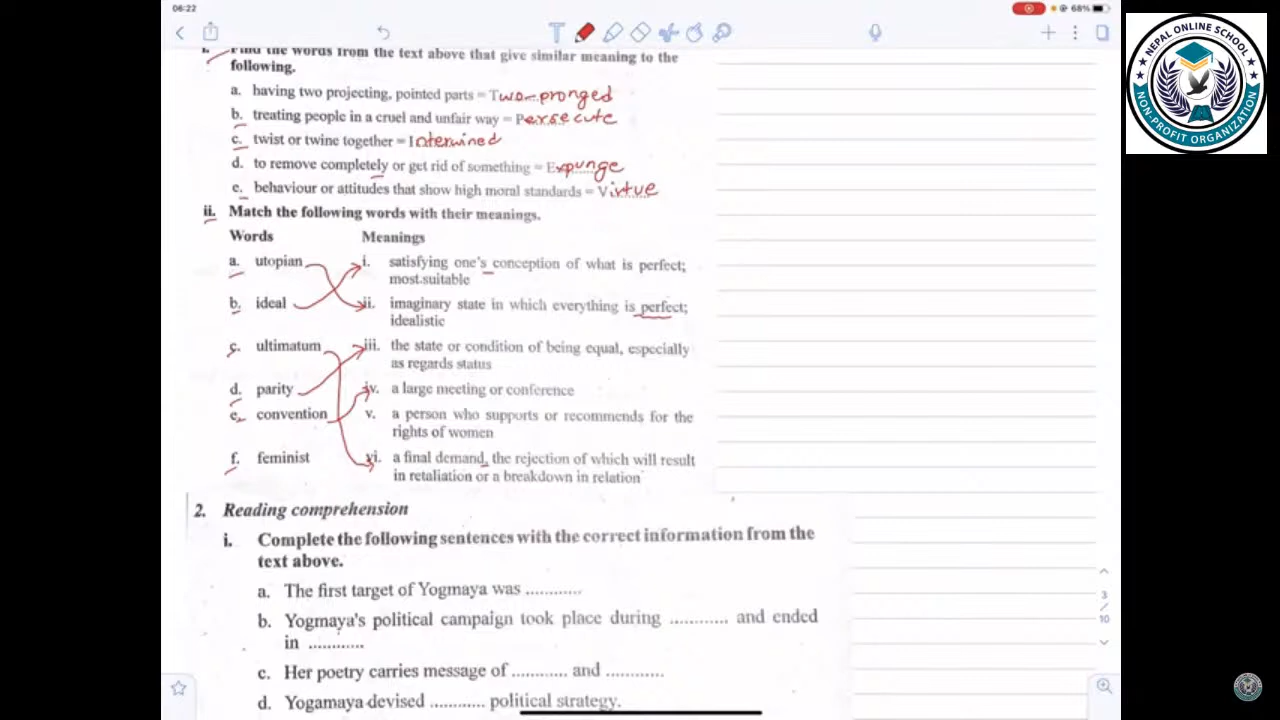 06:22
68%
NEPAL ONLINE SCHOOL
NON-PROFIT ORGANIZATION
i. Find the words from the text above that give similar meaning to the
following.
a. having two projecting, pointed parts = Two-pronged
b. treating people in a cruel and unfair way = Persecute
c. twist or twine together = Intermined
d. to remove completely or get rid of something = Expunge
e. behaviour or attitudes that show high moral standards = Virtue
ii. Match the following words with their meanings.
Words Meanings
a. utopian i. satisfying one's conception of what is perfect;
most suitable
b. ideal ii. imaginary state in which everything is perfect;
idealistic
c. ultimatum iii. the state or condition of being equal, especially
as regards status
d. parity iv. a large meeting or conference
e. convention v. a person who supports or recommends for the
rights of women
f. feminist vi. a final demand, the rejection of which will result
in retaliation or a breakdown in relation
2. Reading comprehension
i. Complete the following sentences with the correct information from the
text above.
a. The first target of Yogmaya was ............
b. Yogmaya's political campaign took place during ............ and ended
in ............
c. Her poetry carries message of ............ and ............
d. Yogamaya devised ............ political strategy.
3
/
10